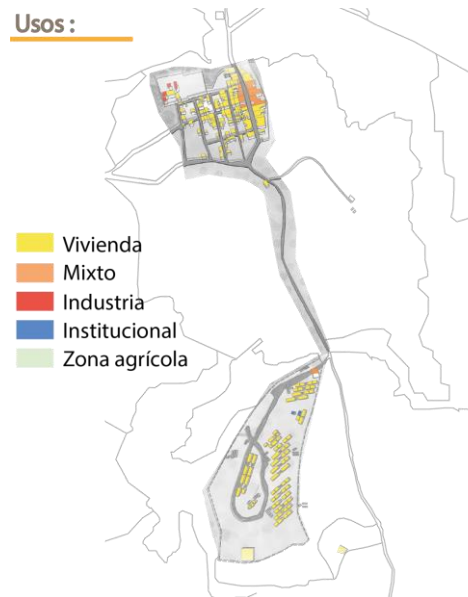 Usos :
Vivienda
Mixto
Industria
Institucional
Zona agrícola